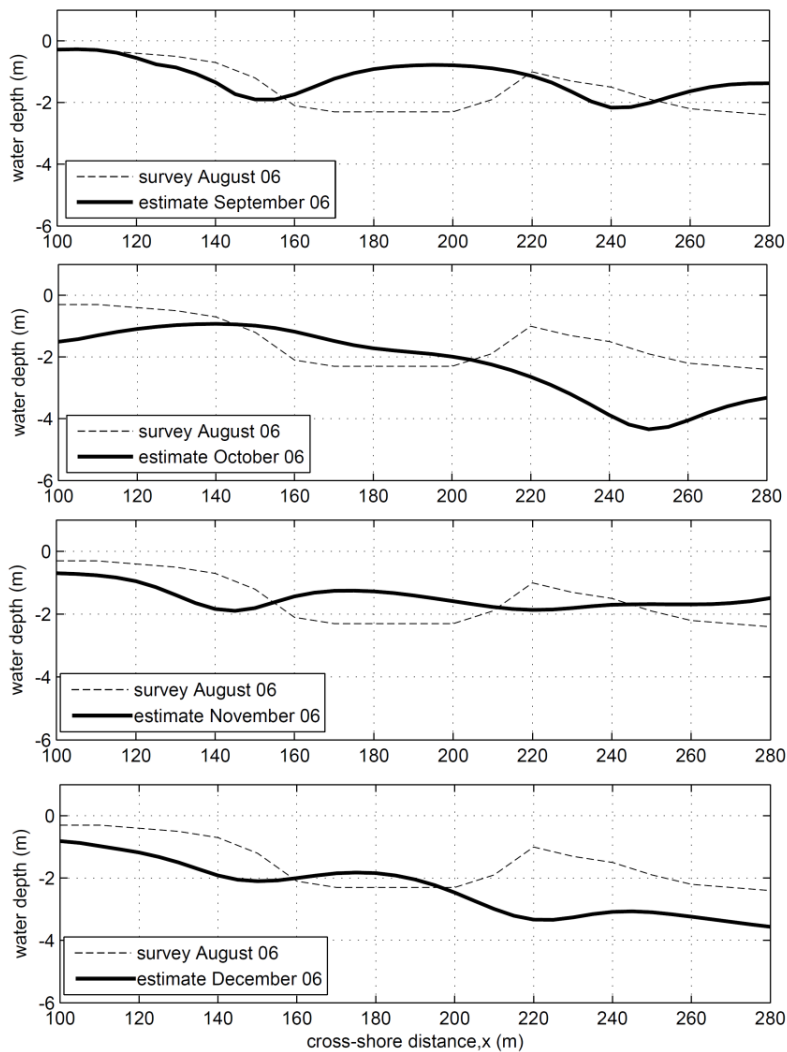 0
-2
-4
-6
water depth (m)
survey August 06
estimate September 06
100 120 140 160 180 200 220 240 260 280
0
-2
-4
-6
water depth (m)
survey August 06
estimate October 06
100 120 140 160 180 200 220 240 260 280
0
-2
-4
-6
water depth (m)
survey August 06
estimate November 06
100 120 140 160 180 200 220 240 260 280
0
-2
-4
-6
water depth (m)
survey August 06
estimate December 06
100 120 140 160 180 200 220 240 260 280
cross-shore distance,x (m)